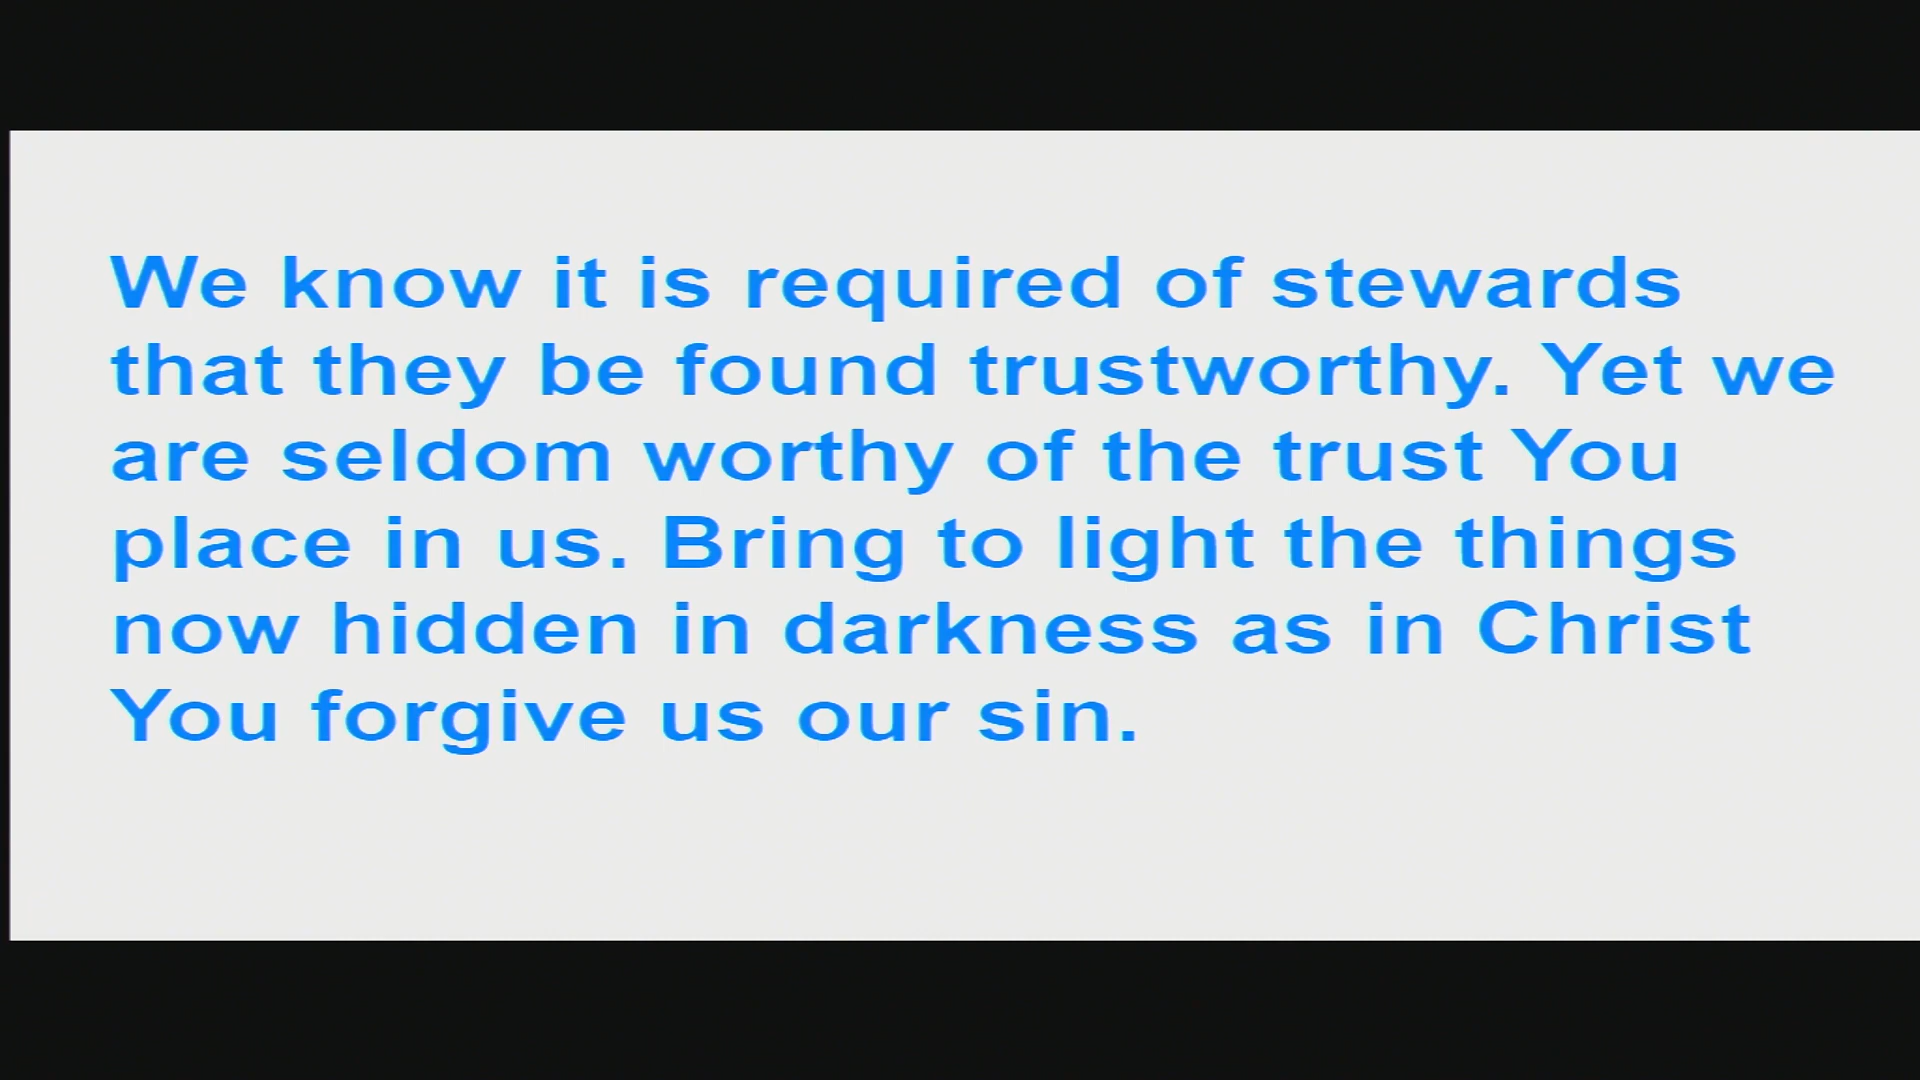 We know it is required of stewards
that they be found trustworthy. Yet we
are seldom worthy of the trust You
place in us. Bring to light the things
now hidden in darkness as in Christ
You forgive us our sin.